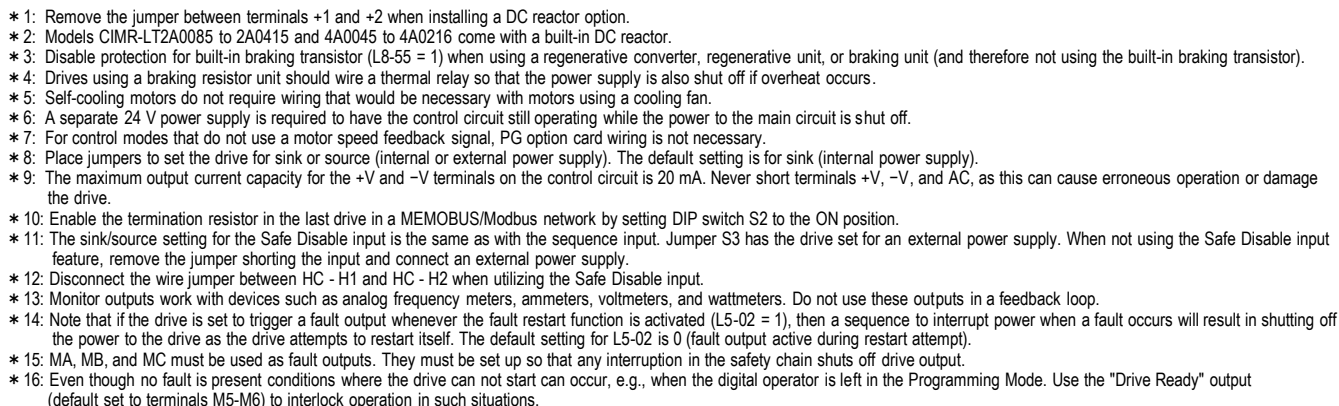 * 1: Remove the jumper between terminals +1 and +2 when installing a DC reactor option.
* 2: Models CIMR-LT2A0085 to 2A0415 and 4A0045 to 4A0216 come with a built-in DC reactor.
* 3: Disable protection for built-in braking transistor (L8-55 = 1) when using a regenerative converter, regenerative unit, or braking unit (and therefore not using the built-in braking transistor).
* 4: Drives using a braking resistor unit should wire a thermal relay so that the power supply is also shut off if overheat occurs.
* 5: Self-cooling motors do not require wiring that would be necessary with motors using a cooling fan.
* 6: A separate 24 V power supply is required to have the control circuit still operating while the power to the main circuit is shut off.
* 7: For control modes that do not use a motor speed feedback signal, PG option card wiring is not necessary.
* 8: Place jumpers to set the drive for sink or source (internal or external power supply). The default setting is for sink (internal power supply).
* 9: The maximum output current capacity for the +V and −V terminals on the control circuit is 20 mA. Never short terminals +V, −V, and AC, as this can cause erroneous operation or damage
the drive.
* 10: Enable the termination resistor in the last drive in a MEMOBUS/Modbus network by setting DIP switch S2 to the ON position.
* 11: The sink/source setting for the Safe Disable input is the same as with the sequence input. Jumper S3 has the drive set for an external power supply. When not using the Safe Disable input
feature, remove the jumper shorting the input and connect an external power supply.
* 12: Disconnect the wire jumper between HC - H1 and HC - H2 when utilizing the Safe Disable input.
* 13: Monitor outputs work with devices such as analog frequency meters, ammeters, voltmeters, and wattmeters. Do not use these outputs in a feedback loop.
* 14: Note that if the drive is set to trigger a fault output whenever the fault restart function is activated (L5-02 = 1), then a sequence to interrupt power when a fault occurs will result in shutting off
the power to the drive as the drive attempts to restart itself. The default setting for L5-02 is 0 (fault output active during restart attempt).
* 15: MA, MB, and MC must be used as fault outputs. They must be set up so that any interruption in the safety chain shuts off drive output.
* 16: Even though no fault is present conditions where the drive can not start can occur, e.g., when the digital operator is left in the Programming Mode. Use the "Drive Ready" output
(default set to terminals M5-M6) to interlock operation in such situations.